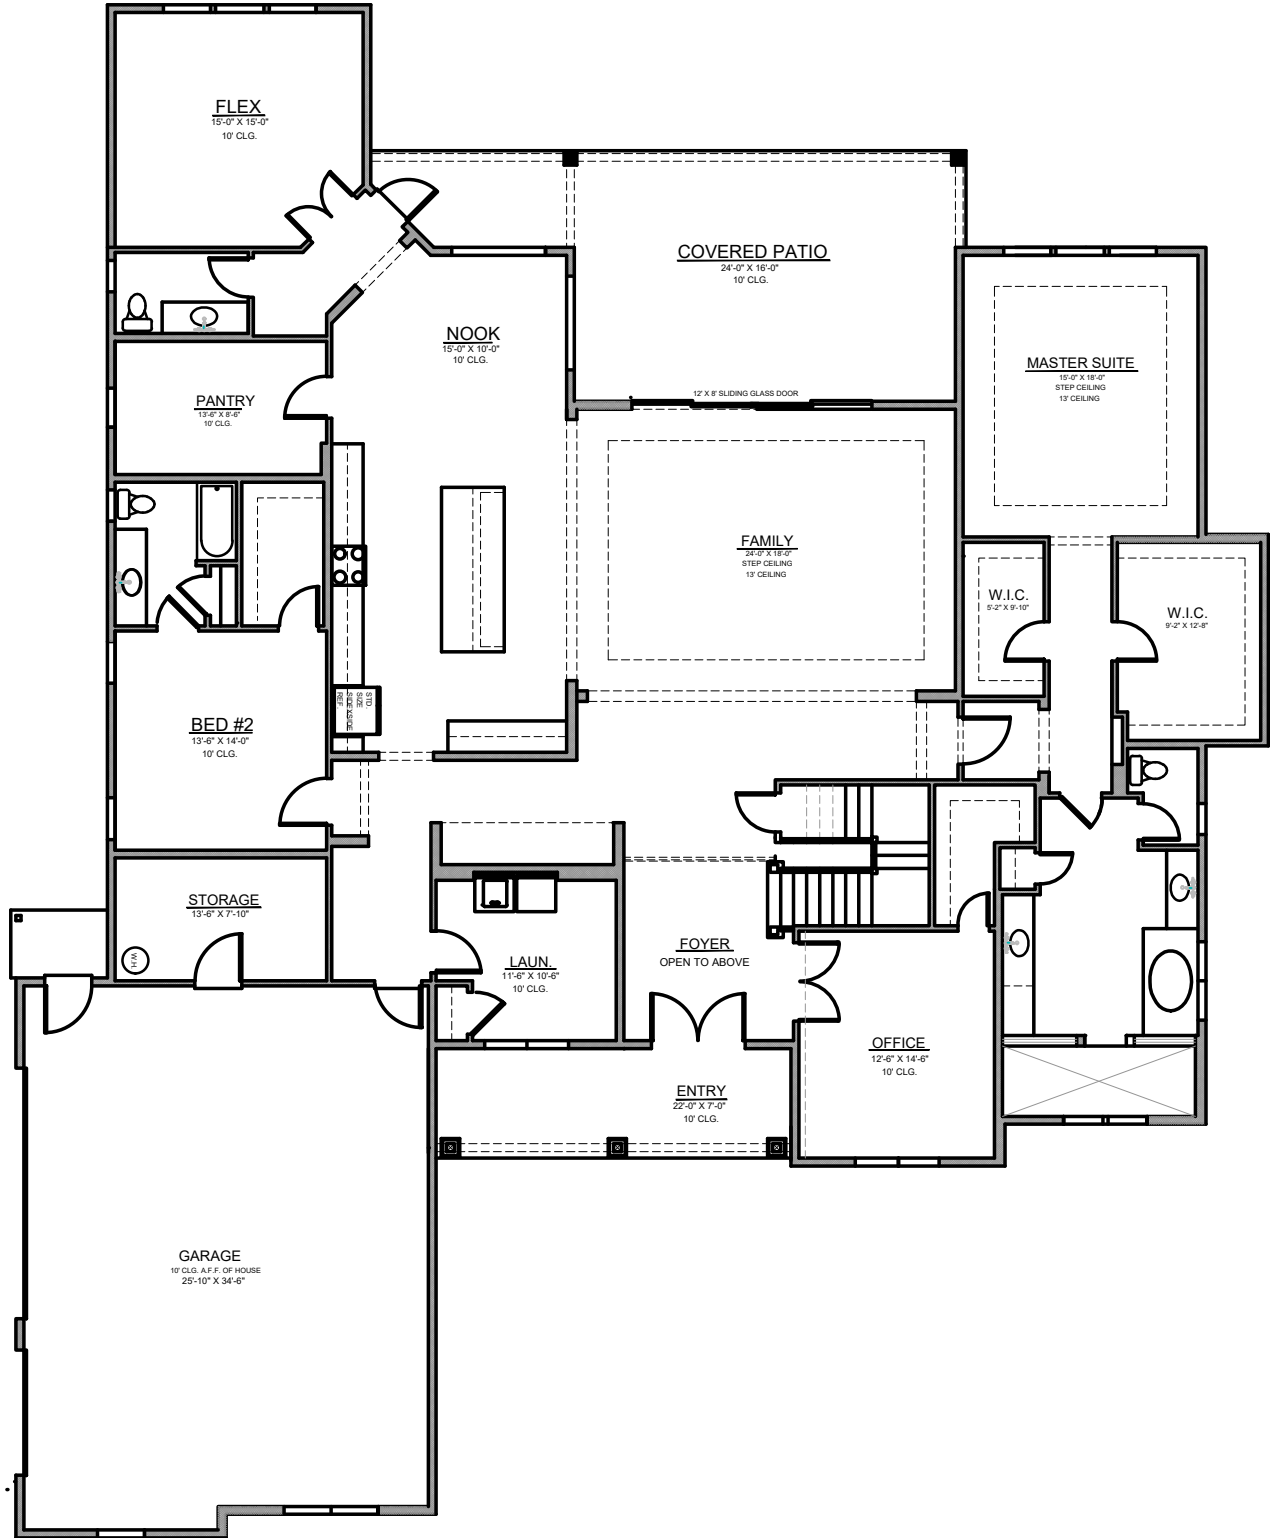 FLEX
15'-0" X 15'-0"
10' CLG.
COVERED PATIO
24'-0" X 16'-0"
10' CLG.
12' X 8' SLIDING GLASS DOOR
NOOK
15'-0" X 10'-0"
10' CLG.
MASTER SUITE
15'-0" X 18'-0"
STEP CEILING
13' CEILING
PANTRY
13'-6" X 8'-6"
10' CLG.
FAMILY
24'-0" X 18'-0"
STEP CEILING
13' CEILING
W.I.C.
5'-2" X 9'-10"
W.I.C.
9'-2" X 12'-8"
STD.
SIZE
SIDE X SIDE
REF.
BED #2
13'-6" X 14'-0"
10' CLG.
STORAGE
13'-6" X 7'-10"
W.H.
LAUN.
11'-6" X 10'-6"
10' CLG.
FOYER
OPEN TO ABOVE
OFFICE
12'-6" X 14'-6"
10' CLG.
ENTRY
22'-0" X 7'-0"
10' CLG.
GARAGE
10' CLG. A.F.F. OF HOUSE
25'-10" X 34'-6"